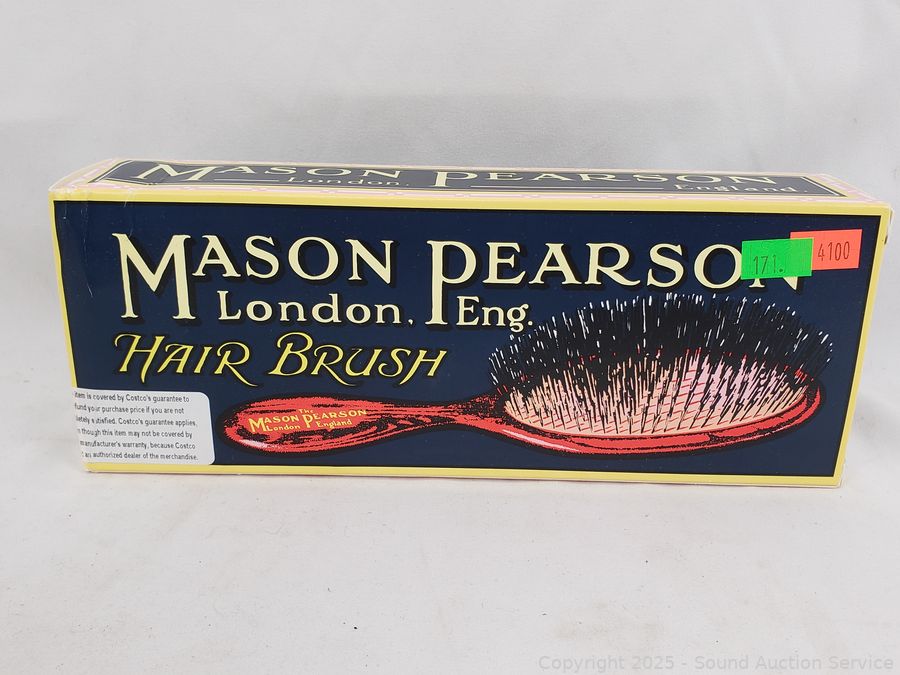 MASON PEARSON
London. England
MASON PEARSON
London. Eng.
HAIR BRUSH
171.
4100
The
MASON PEARSON
London England
item is covered by Costco's guarantee to
your purchase price if you are not
satisfied. Costco's guarantee applies,
though this item may not be covered by
manufacturer's warranty, because Costco
an authorized dealer of the merchandise.
Copyright 2025 - Sound Auction Service